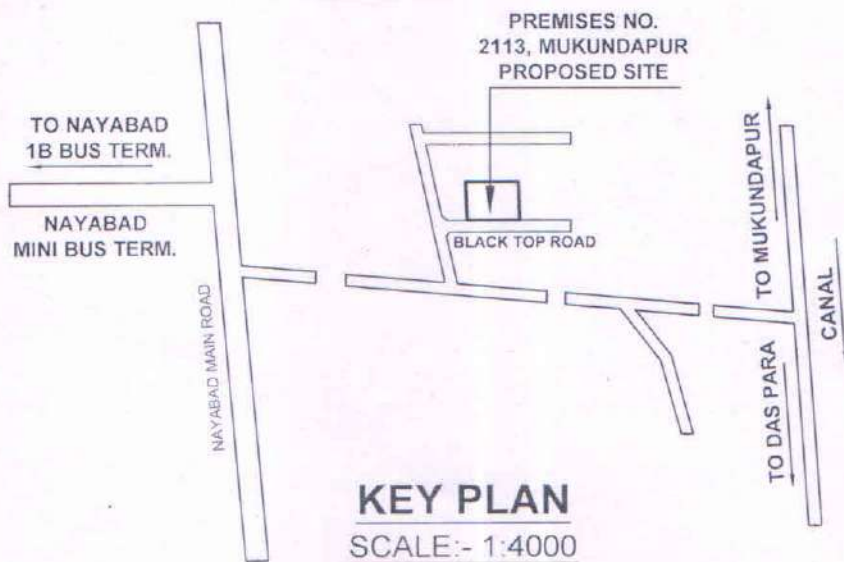 PREMISES NO.
2113, MUKUNDAPUR
PROPOSED SITE
TO NAYABAD
1B BUS TERM.
NAYABAD
MINI BUS TERM.
BLACK TOP ROAD
NAYABAD MAIN ROAD
TO MUKUNDAPUR
CANAL
TO DAS PARA
KEY PLAN
SCALE:- 1:4000